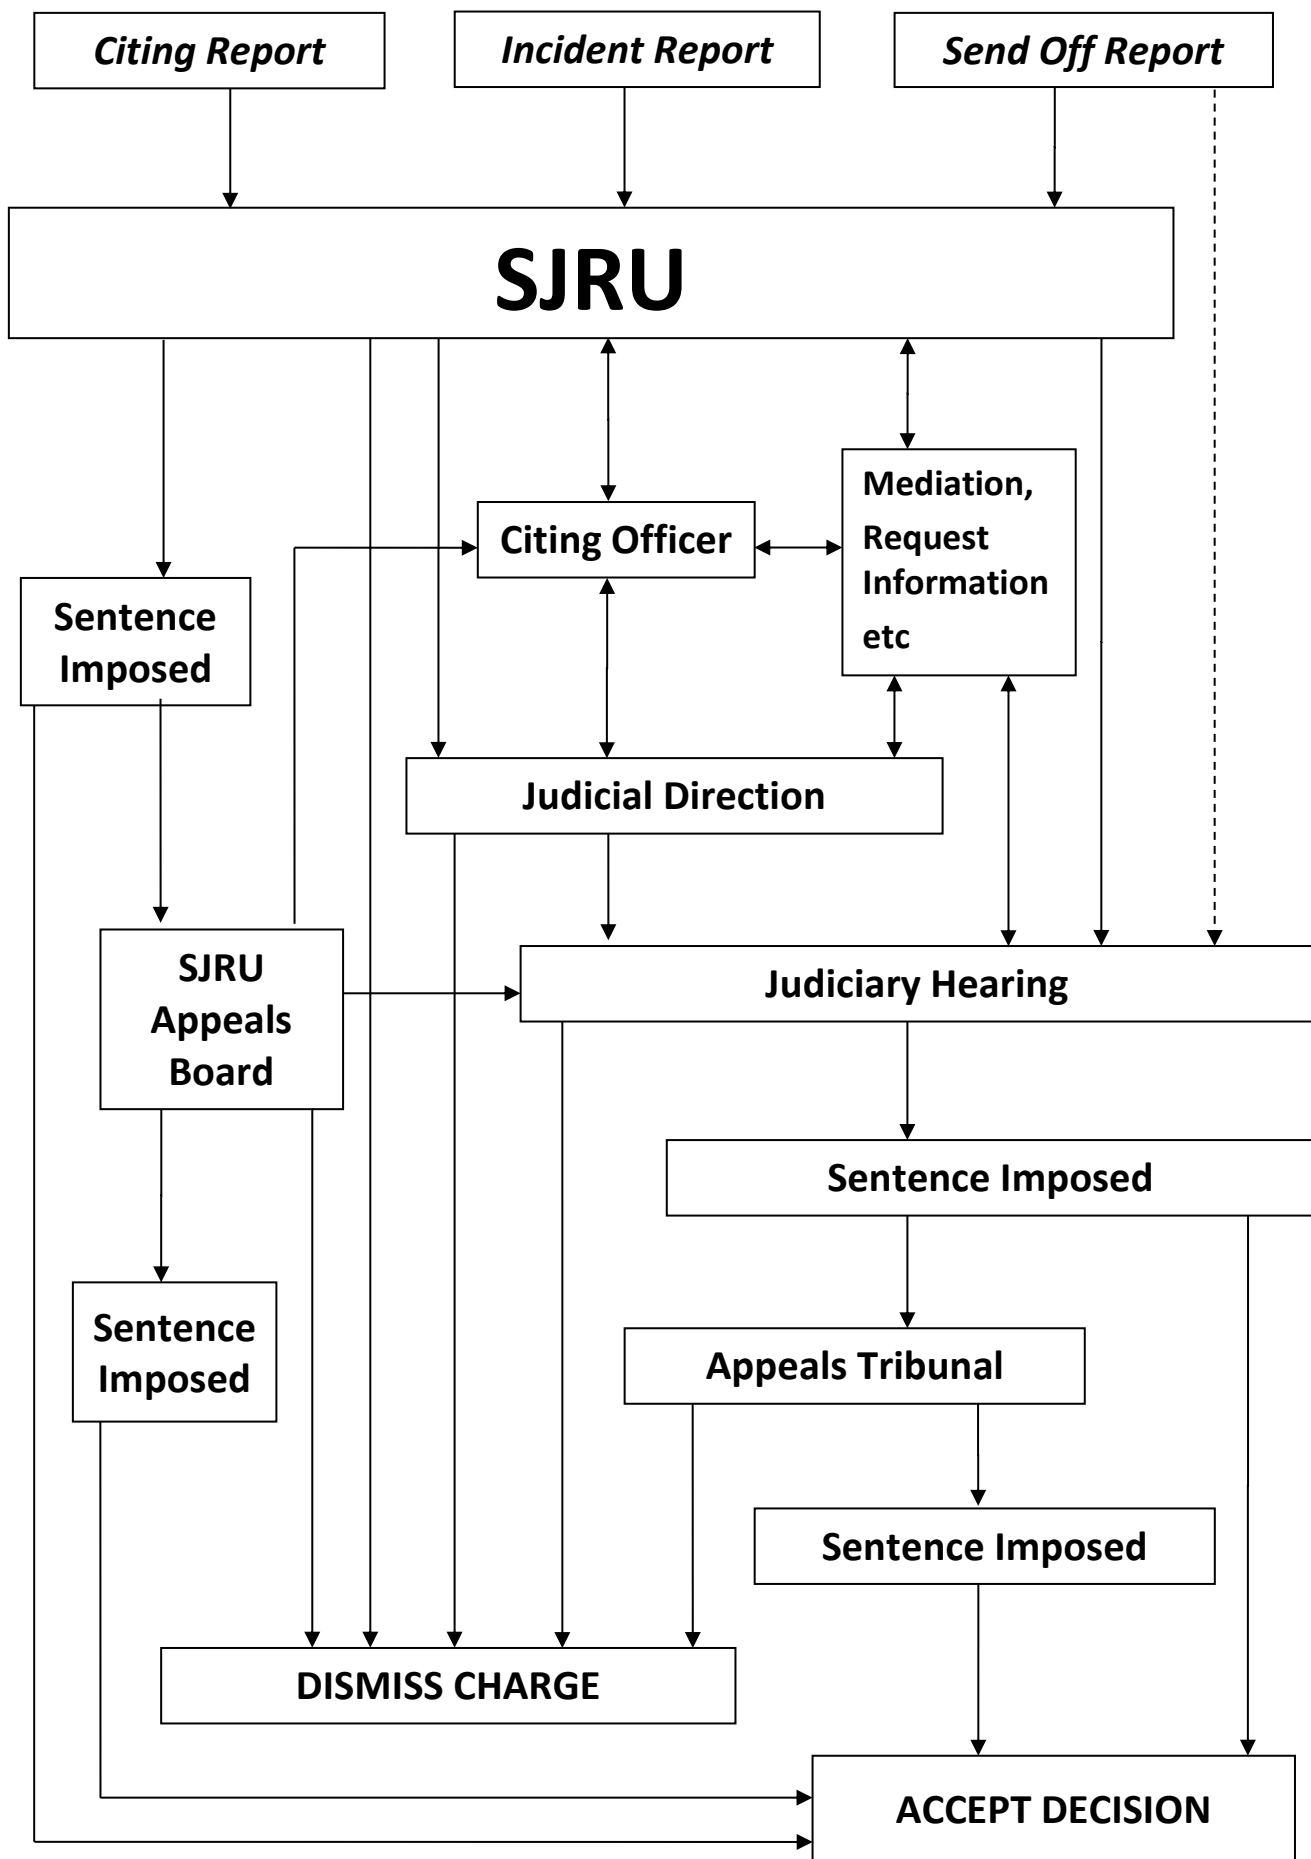 Citing Report
Incident Report
Send Off Report
SJRU
Mediation,
Request
Information
etc
Citing Officer
Sentence
Imposed
Judicial Direction
SJRU
Appeals
Board
Judiciary Hearing
Sentence Imposed
Sentence
Imposed
Appeals Tribunal
Sentence Imposed
DISMISS CHARGE
ACCEPT DECISION